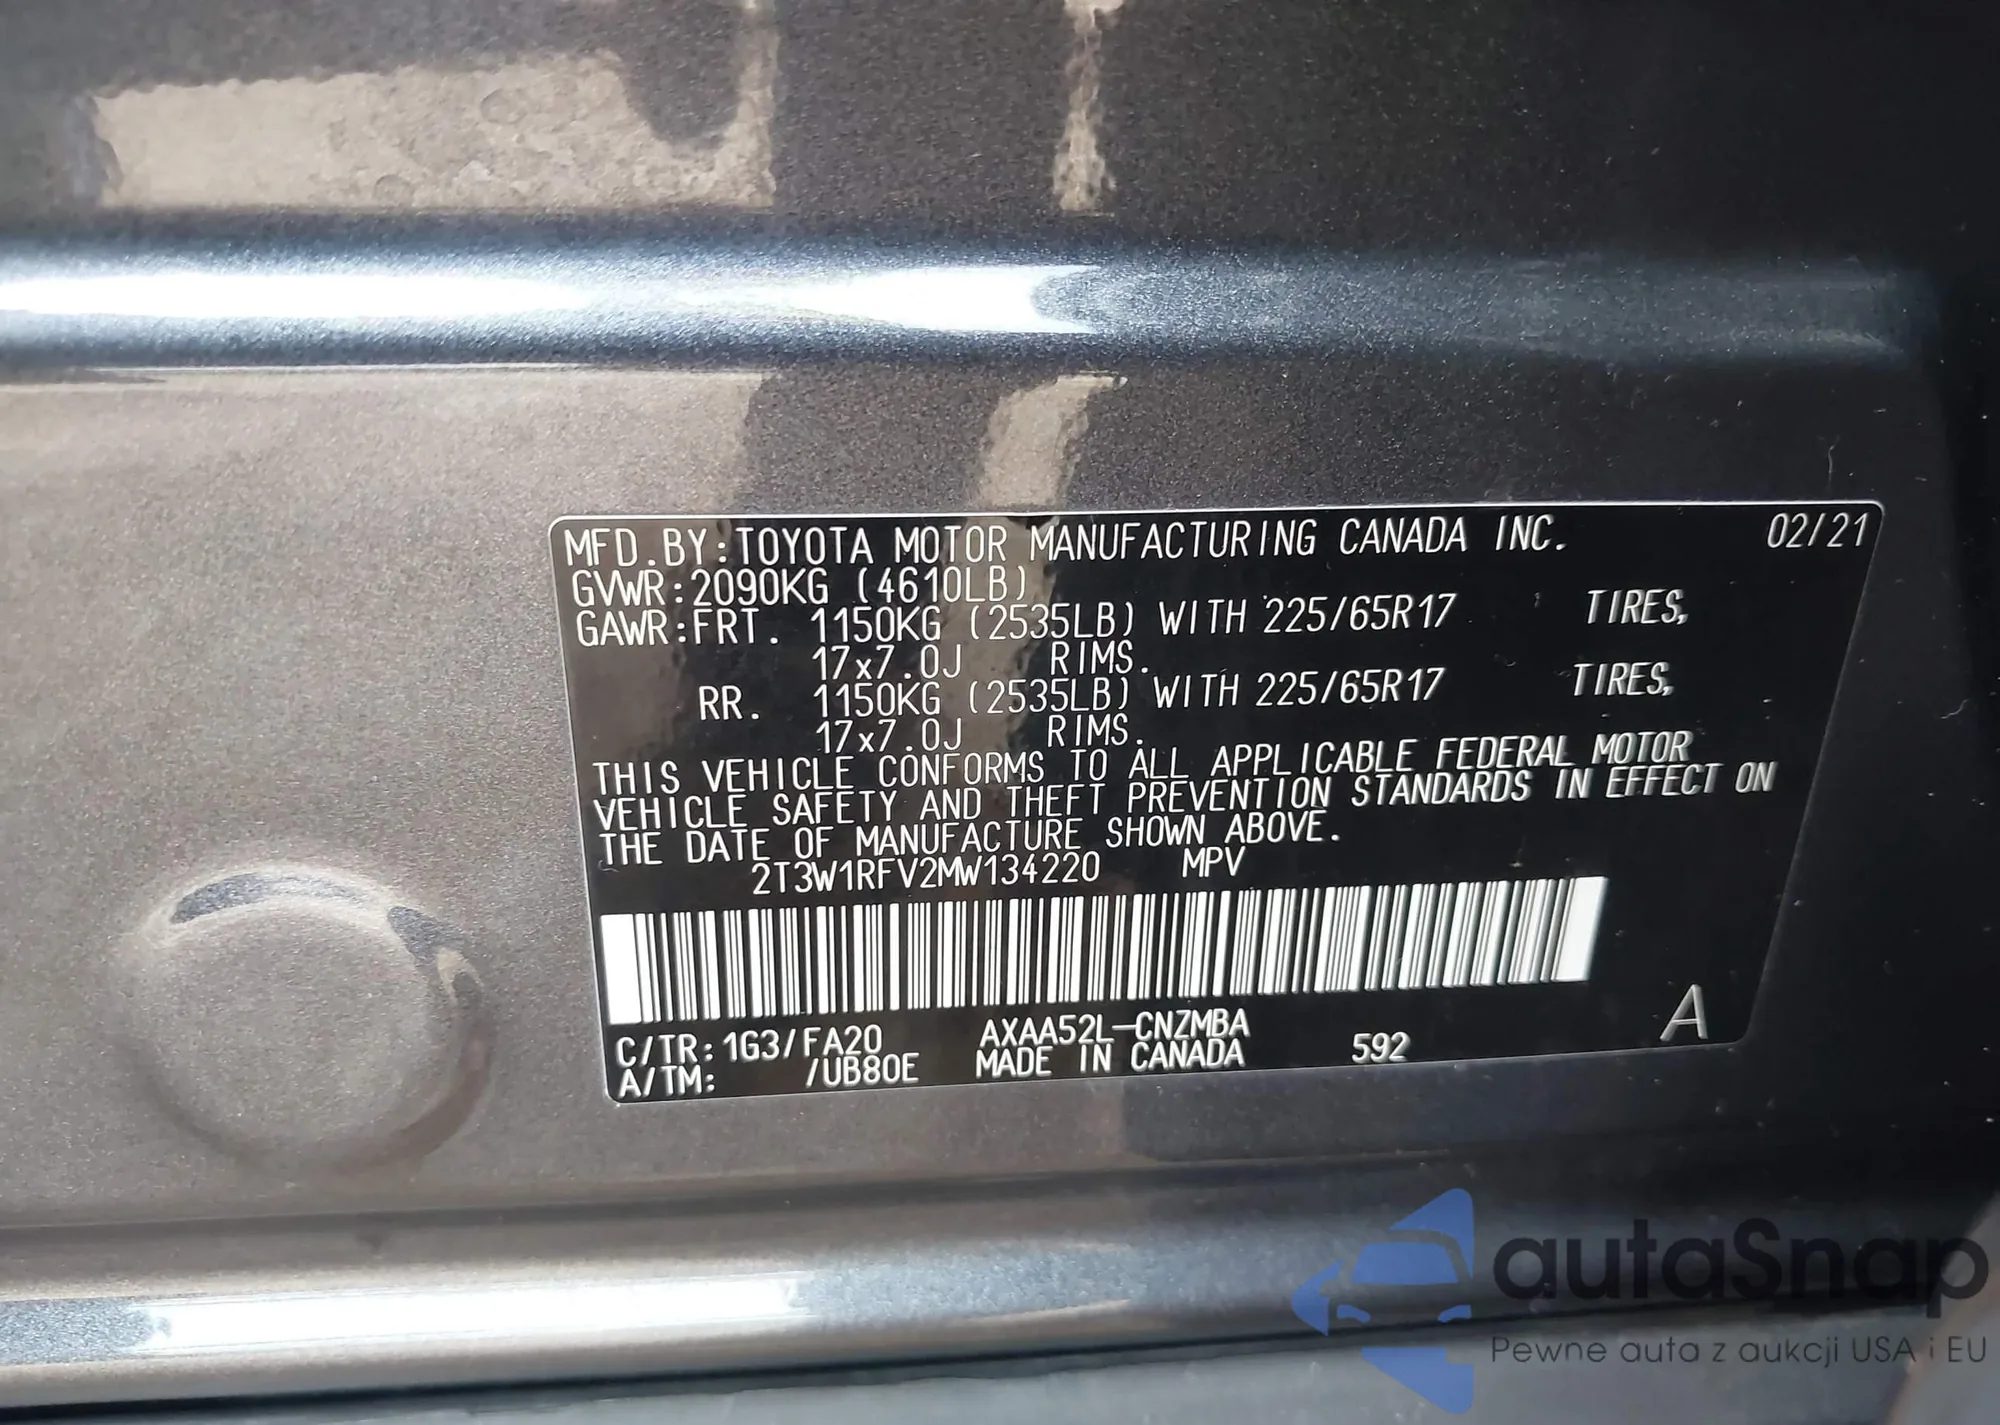 MFD.BY:TOYOTA MOTOR MANUFACTURING CANADA INC. 02/21
GVWR:2090KG (4610LB)
GAWR:FRT. 1150KG (2535LB) WITH 225/65R17 TIRES,
17x7.0J RIMS.
RR. 1150KG (2535LB) WITH 225/65R17 TIRES,
17x7.0J RIMS.
THIS VEHICLE CONFORMS TO ALL APPLICABLE FEDERAL MOTOR
VEHICLE SAFETY AND THEFT PREVENTION STANDARDS IN EFFECT ON
THE DATE OF MANUFACTURE SHOWN ABOVE.
2T3W1RFV2MW134220 MPV
C/TR:1G3/FA20 AXAA52L-CNZMBA 592 A
A/TM: /UB80E MADE IN CANADA
autaSnap
Pewne auta z aukcji USA i EU